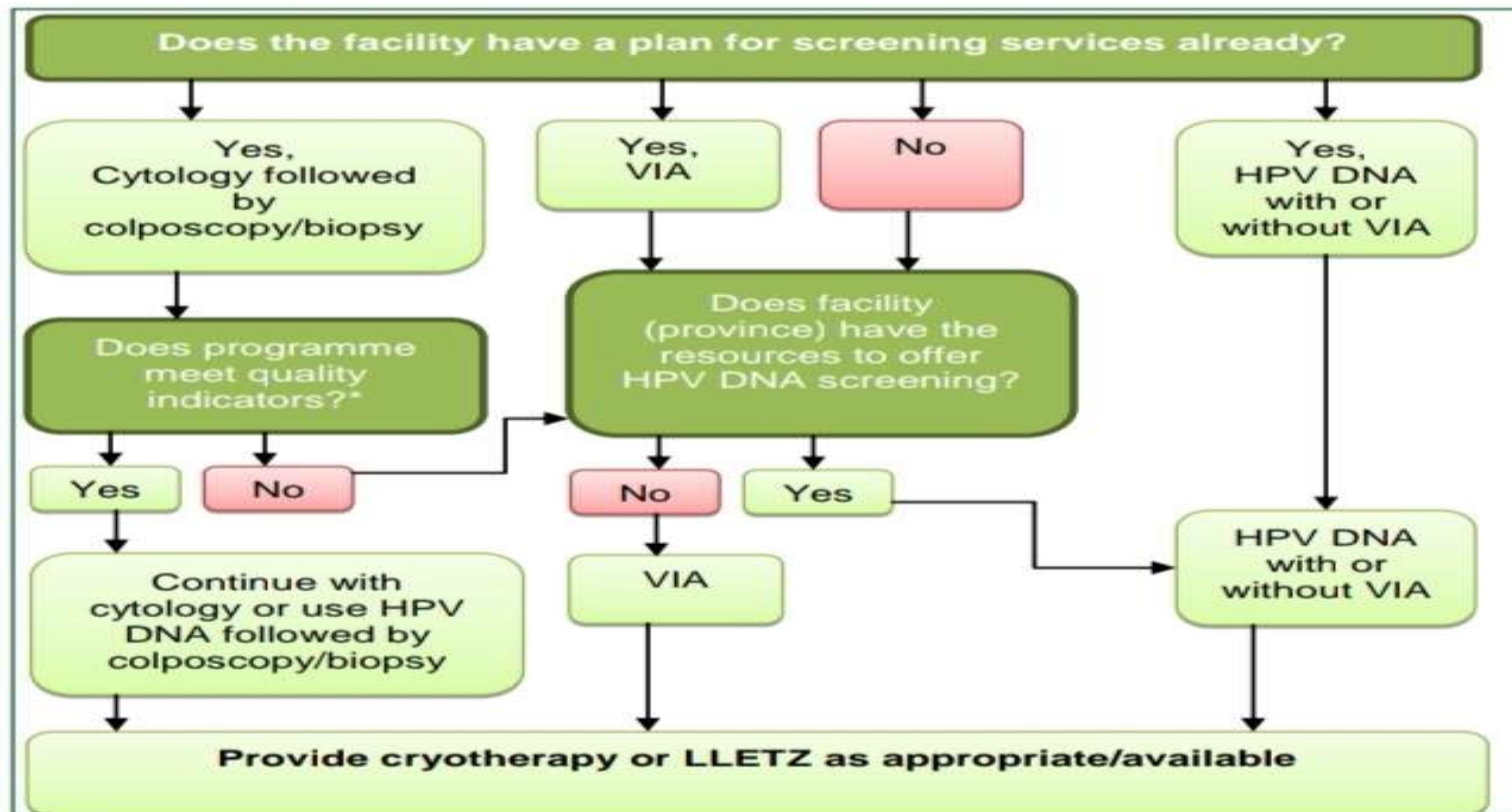 Does the facility have a plan for screening services already?
Yes,
Cytology followed
by
colposcopy/biopsy
Yes,
VIA
No
Yes,
HPV DNA
with or
without VIA
Does programme
meet quality
indicators?*
Does facility
(province) have the
resources to offer
HPV DNA screening?
Yes
No
No
Yes
Continue with
cytology or use HPV
DNA followed by
colposcopy/biopsy
VIA
HPV DNA
with or
without VIA
Provide cryotherapy or LLETZ as appropriate/available